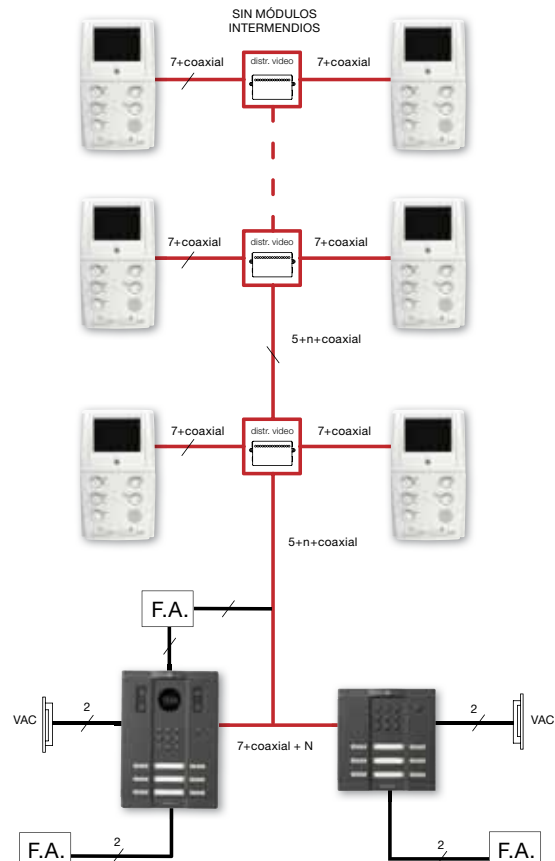 SIN MÓDULOS
INTERMENDIOS
distr. video
7+coaxial
7+coaxial
distr. video
7+coaxial
7+coaxial
5+n+coaxial
distr. video
7+coaxial
7+coaxial
5+n+coaxial
F.A.
VAC
2
2
VAC
7+coaxial + N
F.A.
2
2
F.A.